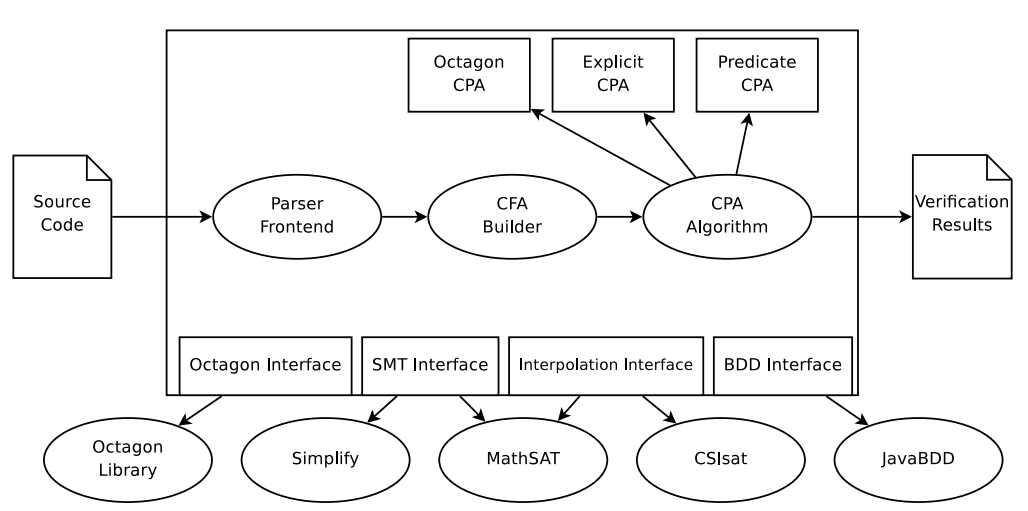 Octagon
CPA
Explicit
CPA
Predicate
CPA
Source
Code
Parser
Frontend
CFA
Builder
CPA
Algorithm
Verification
Results
Octagon Interface
SMT Interface
Interpolation Interface
BDD Interface
Octagon
Library
Simplify
MathSAT
CSIsat
JavaBDD